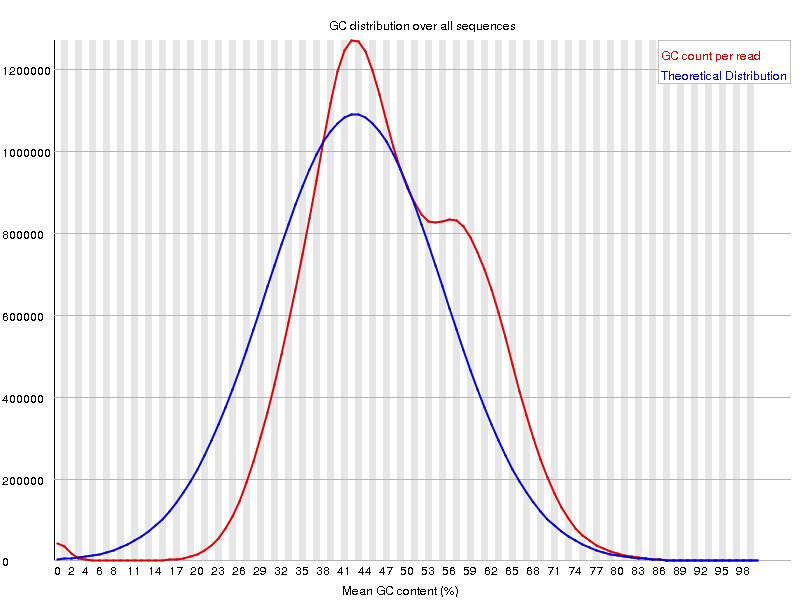 GC distribution over all sequences
GC count per read
Theoretical Distribution
1200000
1000000
800000
600000
400000
200000
0
0 2 4 6 8 11 14 17 20 23 26 29 32 35 38 41 44 47 50 53 56 59 62 65 68 71 74 77 80 83 86 89 92 95 98
Mean GC content (%)